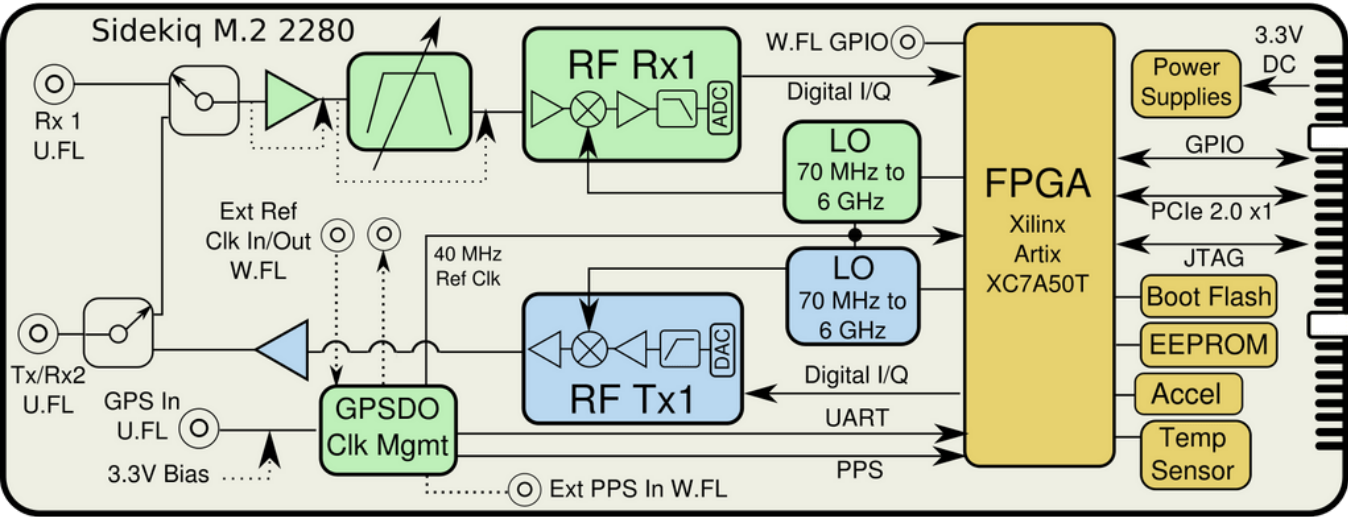 Sidekiq M.2 2280
Rx 1
U.FL
RF Rx1
ADC
W.FL GPIO
Digital I/Q
LO
70 MHz to
6 GHz
FPGA
Xilinx
Artix
XC7A50T
3.3V
DC
Power
Supplies
GPIO
PCIe 2.0 x1
JTAG
Boot Flash
EEPROM
Accel
Temp
Sensor
Ext Ref
Clk In/Out
W.FL
40 MHz
Ref Clk
LO
70 MHz to
6 GHz
DAC
RF Tx1
Digital I/Q
UART
PPS
Tx/Rx2
U.FL
GPS In
U.FL
3.3V Bias
GPSDO
Clk Mgmt
Ext PPS In W.FL